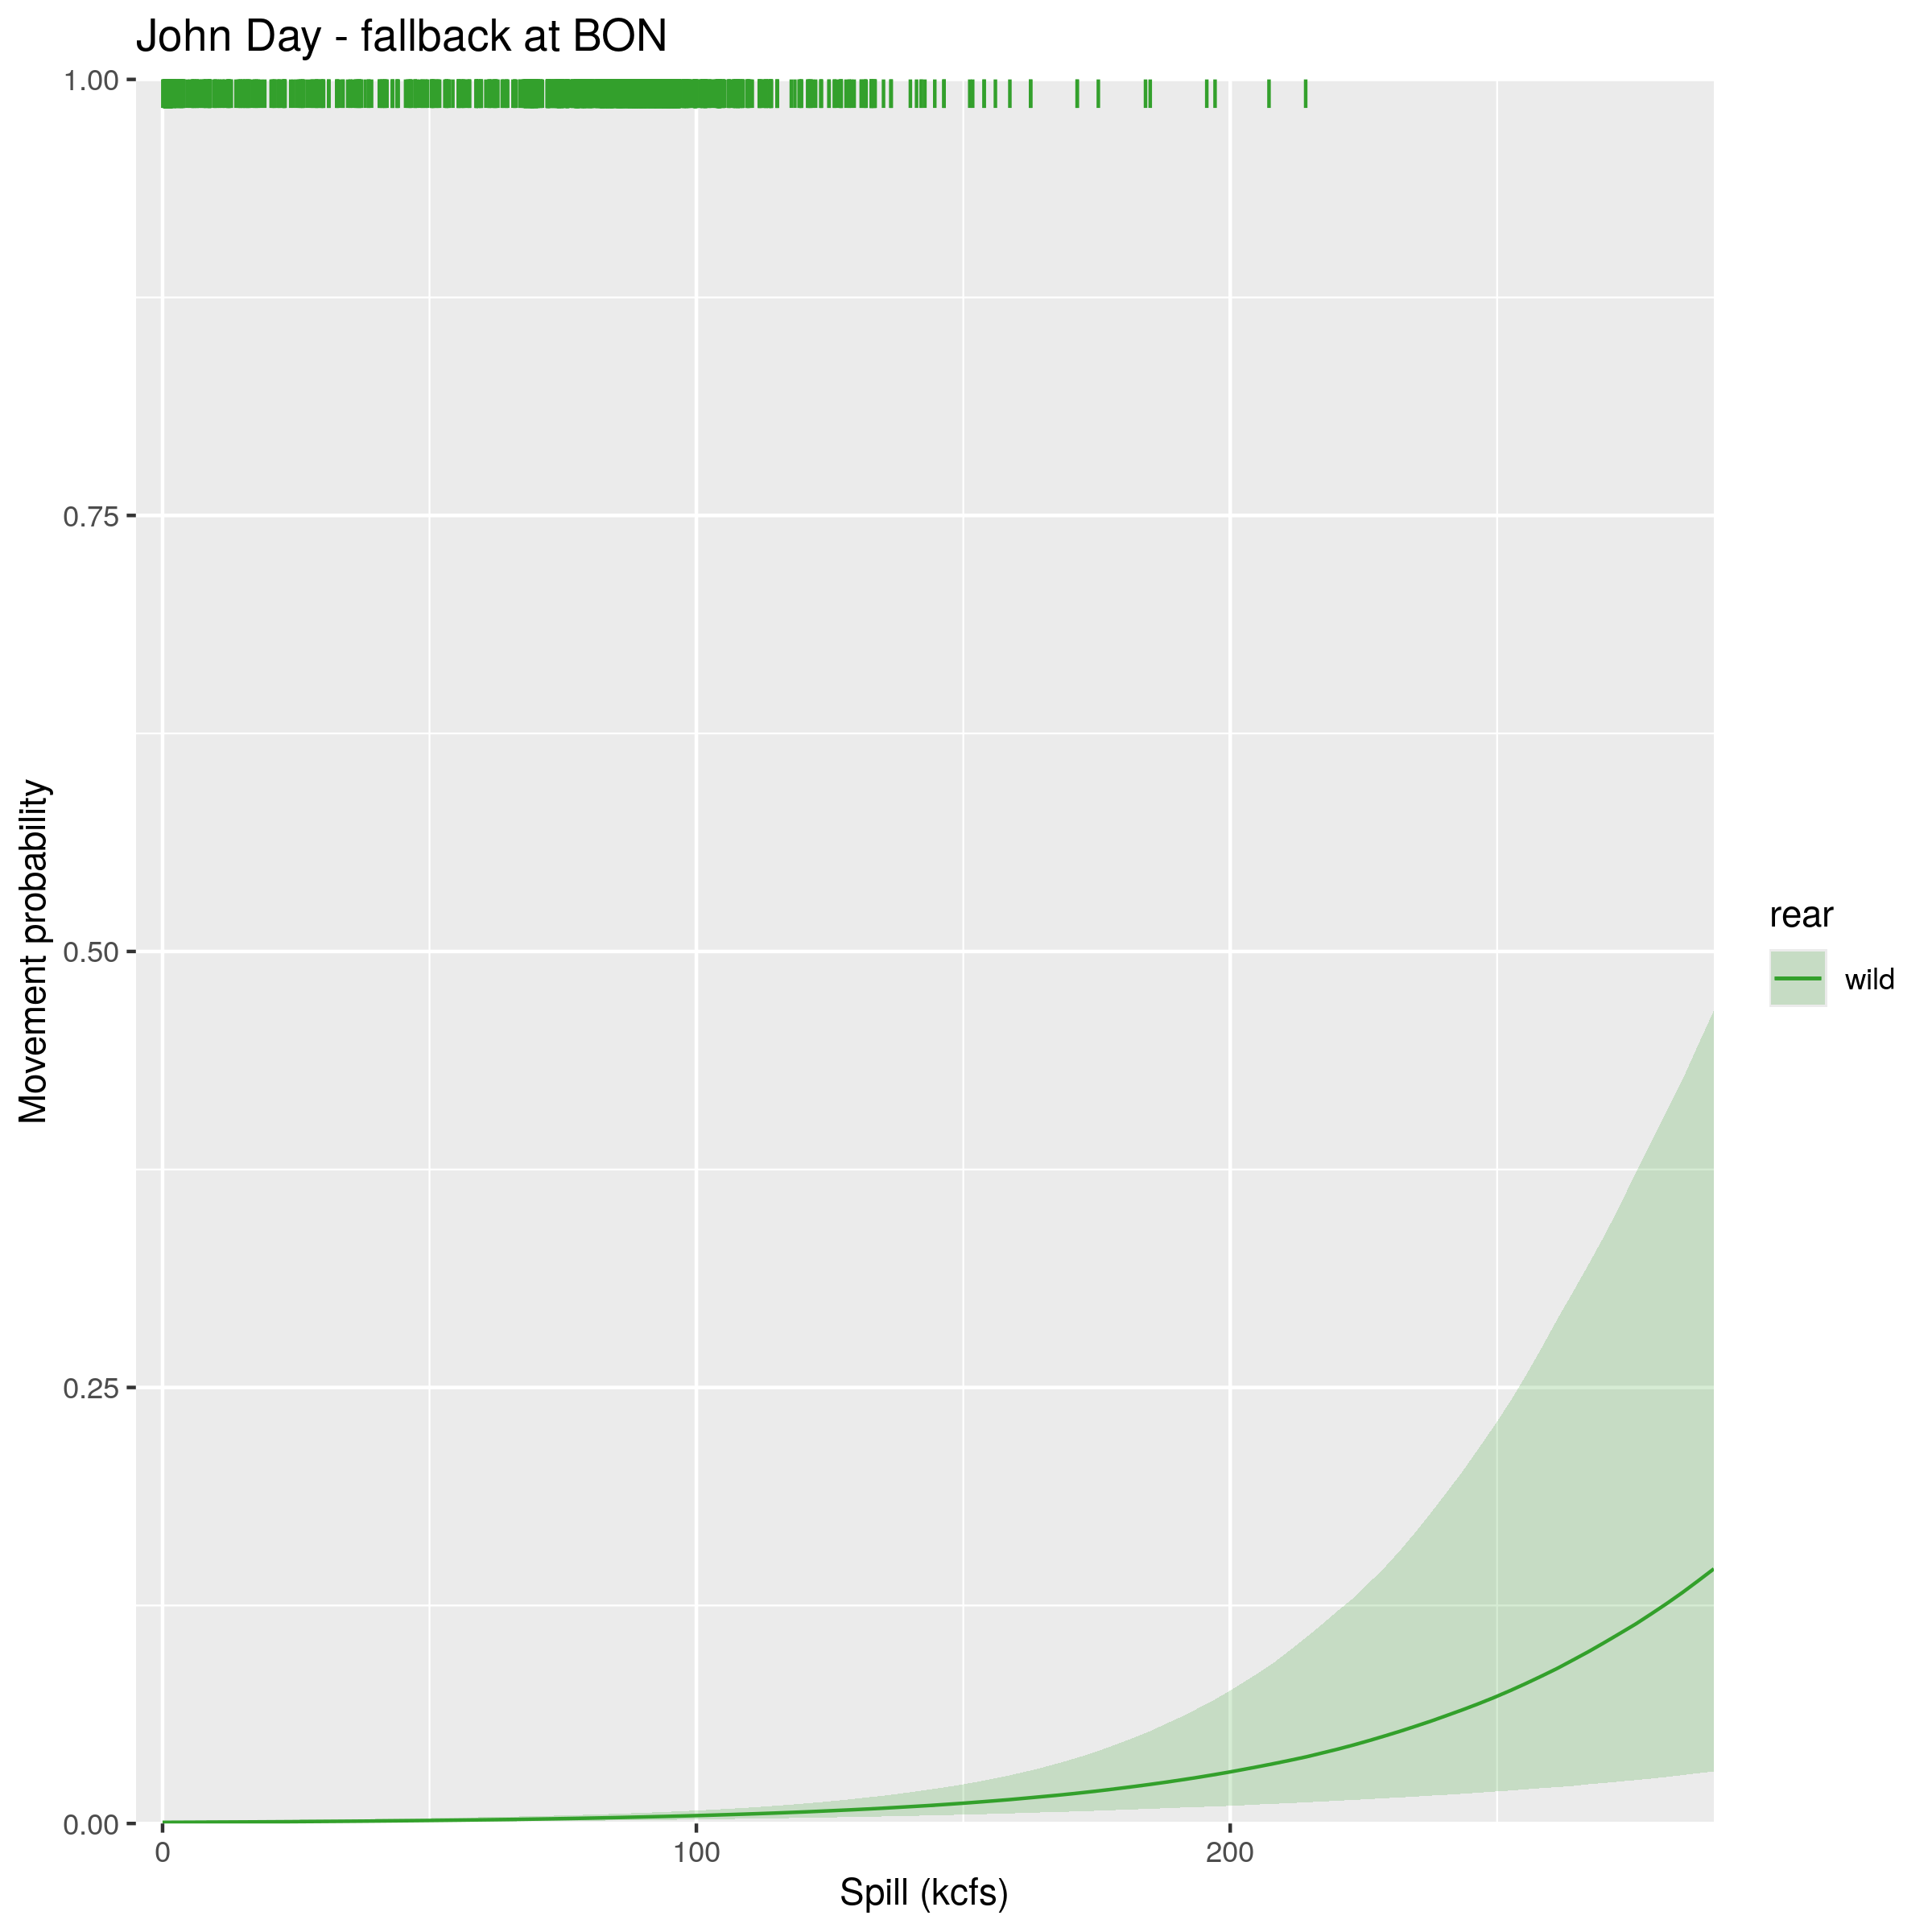 John Day - fallback at BON
1.00
0.75
0.50
0.25
0.00
Movement probability
0
100
200
Spill (kcfs)
rear
wild